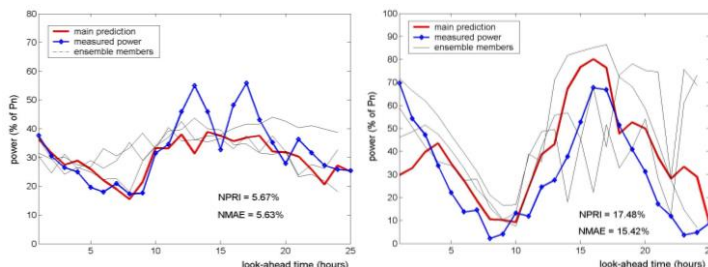 80
70
60
50
40
30
20
10
0
power (% of Pn)
main prediction
measured power
ensemble members
NPRI = 5.67%
NMAE = 5.63%
5
10
15
20
25
look-ahead time (hours)
100
90
80
70
60
50
40
30
20
10
0
power (% of Pn)
main prediction
measured power
ensemble members
NPRI = 17.48%
NMAE = 15.42%
5
10
15
20
25
look-ahead time (hours)